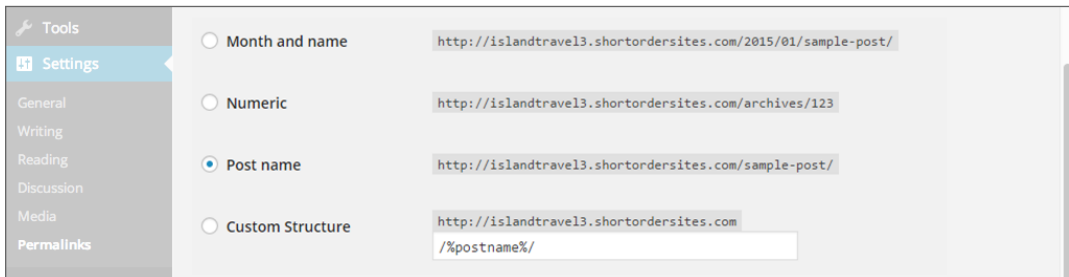 Tools
Settings
General
Writing
Reading
Discussion
Media
Permalinks
Month and name http://islandtravel3.shortordersites.com/2015/01/sample-post/
Numeric http://islandtravel3.shortordersites.com/archives/123
Post name http://islandtravel3.shortordersites.com/sample-post/
Custom Structure http://islandtravel3.shortordersites.com
/%postname%/